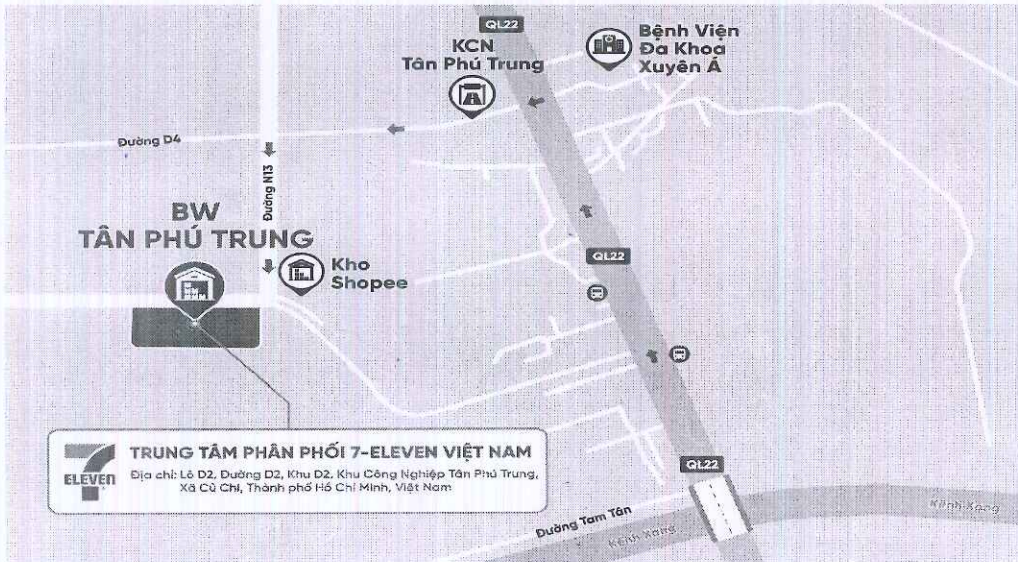 QL22
KCN
Tân Phú Trung
Bệnh Viện
Đa Khoa
Xuyên Á
Đường D4
Đường N13
BW
TÂN PHÚ TRUNG
Kho
Shopee
QL22
7
ELEVEN
TRUNG TÂM PHÂN PHỐI 7-ELEVEN VIỆT NAM
Địa chỉ: Lô D2, Đường D2, Khu D2, Khu Công Nghiệp Tân Phú Trung,
Xã Củ Chi, Thành phố Hồ Chí Minh, Việt Nam
QL22
Đường Tam Tân
Kênh Xáng
Kênh Xáng